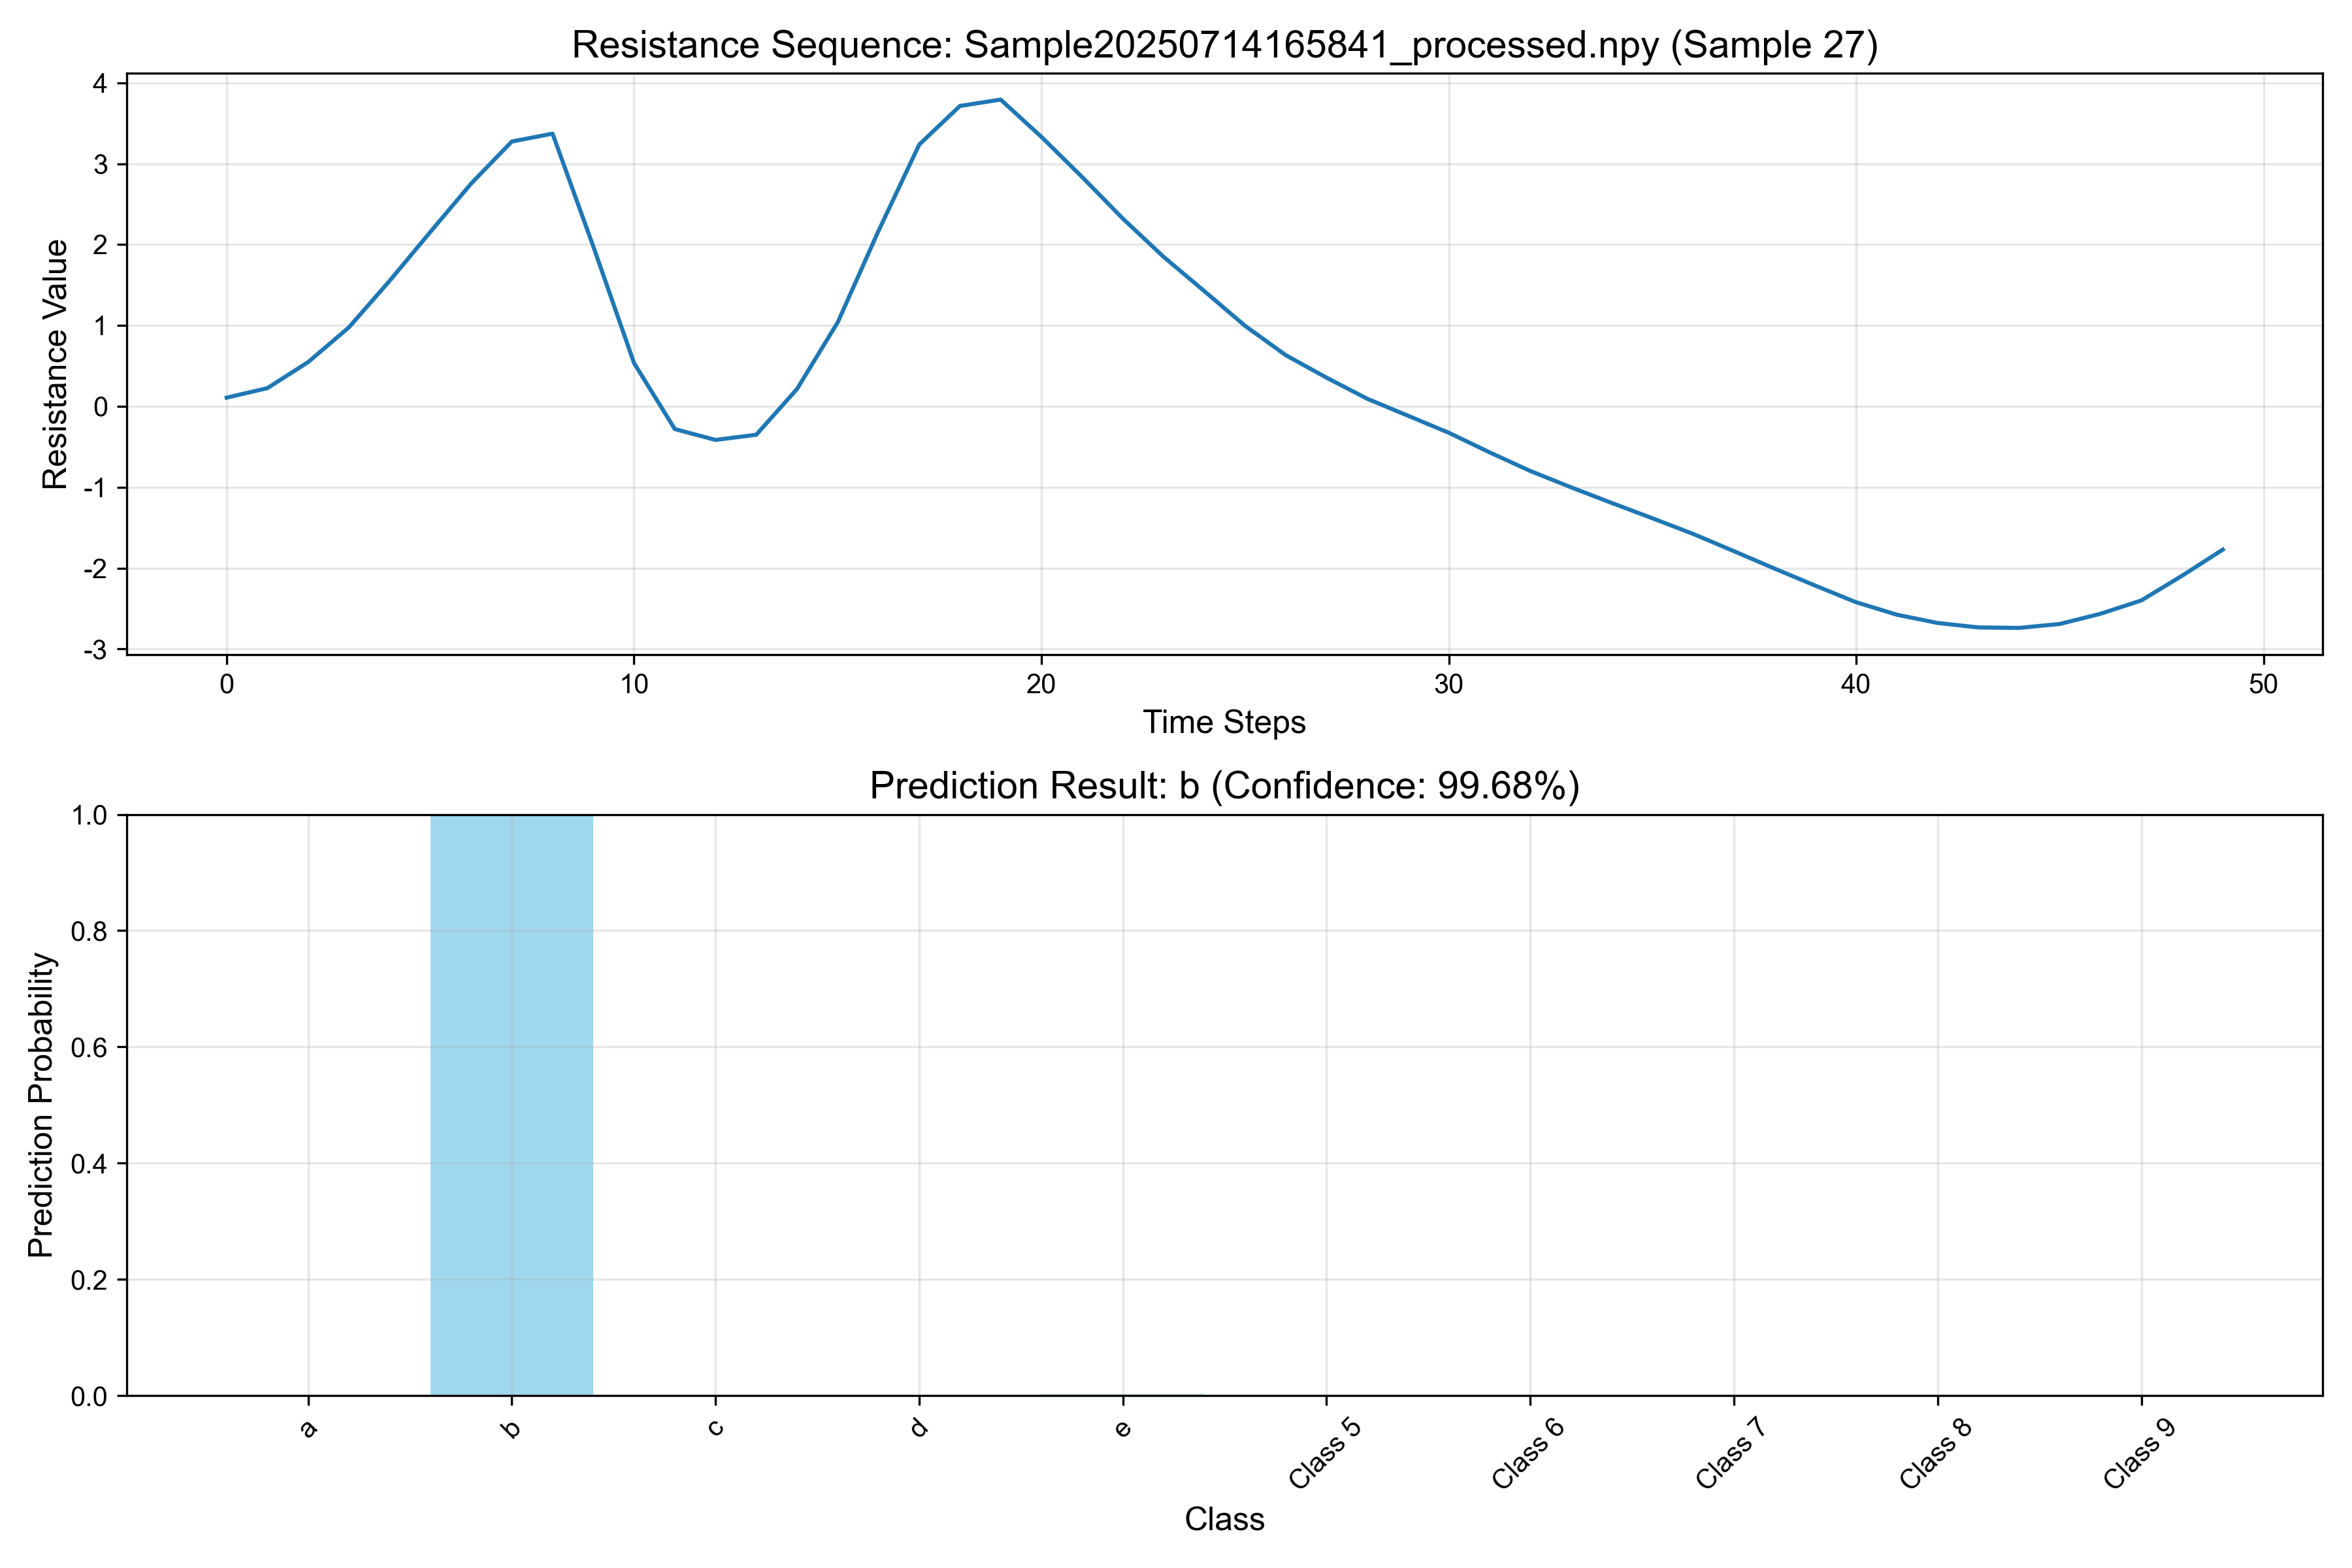 Resistance Sequence: Sample20250714165841_processed.npy (Sample 27)
4
3
2
1
0
-1
-2
-3
Resistance Value
0 10 20 30 40 50
Time Steps
Prediction Result: b (Confidence: 99.68%)
1.0
0.8
0.6
0.4
0.2
0.0
Prediction Probability
a b c d e Class 5 Class 6 Class 7 Class 8 Class 9
Class